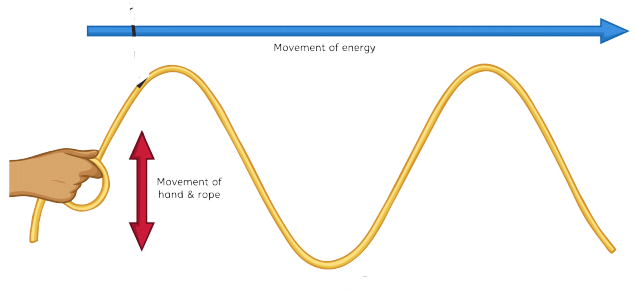 Movement of energy
Movement of
hand & rope